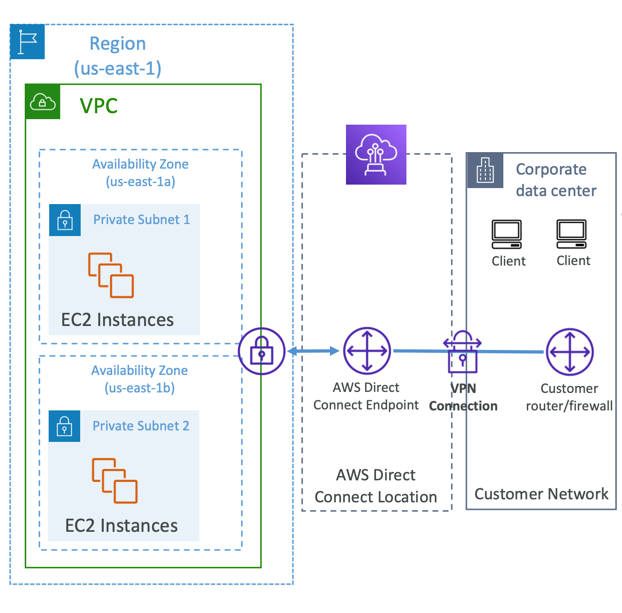 Region
(us-east-1)
VPC
Availability Zone
(us-east-1a)
Private Subnet 1
EC2 Instances
Availability Zone
(us-east-1b)
Private Subnet 2
EC2 Instances
AWS Direct
Connect Endpoint
AWS Direct
Connect Location
VPN
Connection
Corporate
data center
Client
Client
Customer
router/firewall
Customer Network